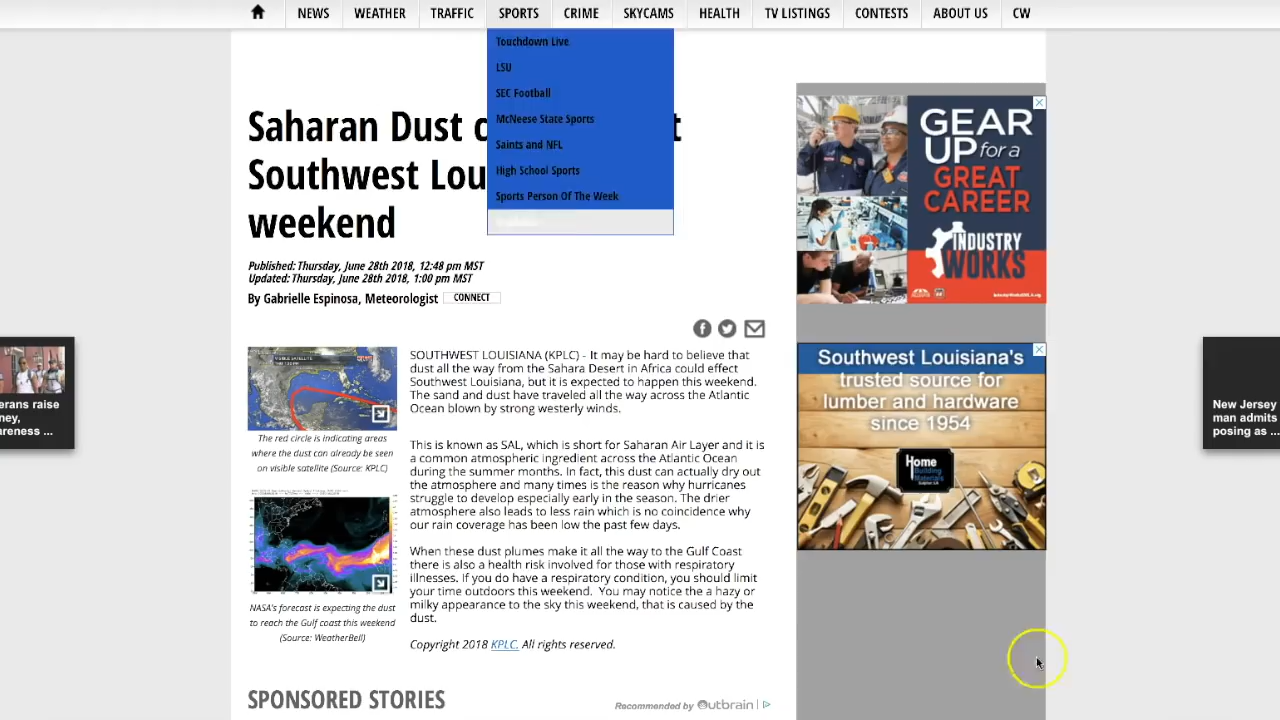 NEWS WEATHER TRAFFIC SPORTS CRIME SKYCAMS HEALTH TV LISTINGS CONTESTS ABOUT US CW
Touchdown Live
LSU
SEC Football
McNeese State Sports
Saints and NFL
High School Sports
Sports Person Of The Week
Saharan Dust
Southwest
weekend
Published: Thursday, June 28th 2018, 12:48 pm MST
Updated: Thursday, June 28th 2018, 1:00 pm MST
By Gabrielle Espinosa, Meteorologist CONNECT
The red circle is indicating areas
where the dust can already be seen
on visible satellite (Source: KPLC)
NASA's forecast is expecting the dust
to reach the Gulf coast this weekend
(Source: WeatherBell)
SOUTHWEST LOUISIANA (KPLC) - It may be hard to believe that
dust all the way from the Sahara Desert in Africa could effect
Southwest Louisiana, but it is expected to happen this weekend.
The sand and dust have traveled all the way across the Atlantic
Ocean blown by strong westerly winds.
This is known as SAL, which is short for Saharan Air Layer and it is
a common atmospheric ingredient across the Atlantic Ocean
during the summer months. In fact, this dust can actually dry out
the atmosphere and many times is the reason why hurricanes
struggle to develop especially early in the season. The drier
atmosphere also leads to less rain which is no coincidence why
our rain coverage has been low the past few days.
When these dust plumes make it all the way to the Gulf Coast
there is also a health risk involved for those with respiratory
illnesses. If you do have a respiratory condition, you should limit
your time outdoors this weekend. You may notice the a hazy or
milky appearance to the sky this weekend, that is caused by the
dust.
Copyright 2018 KPLC. All rights reserved.
SPONSORED STORIES
Recommended by Outbrain
GEAR
UP for a
GREAT
CAREER
INDUSTRY
WORKS
Southwest Louisiana's
trusted source for
lumber and hardware
since 1954
Home
Building
Materials
erans raise
ney,
areness ...
New Jersey
man admits
posing as ...